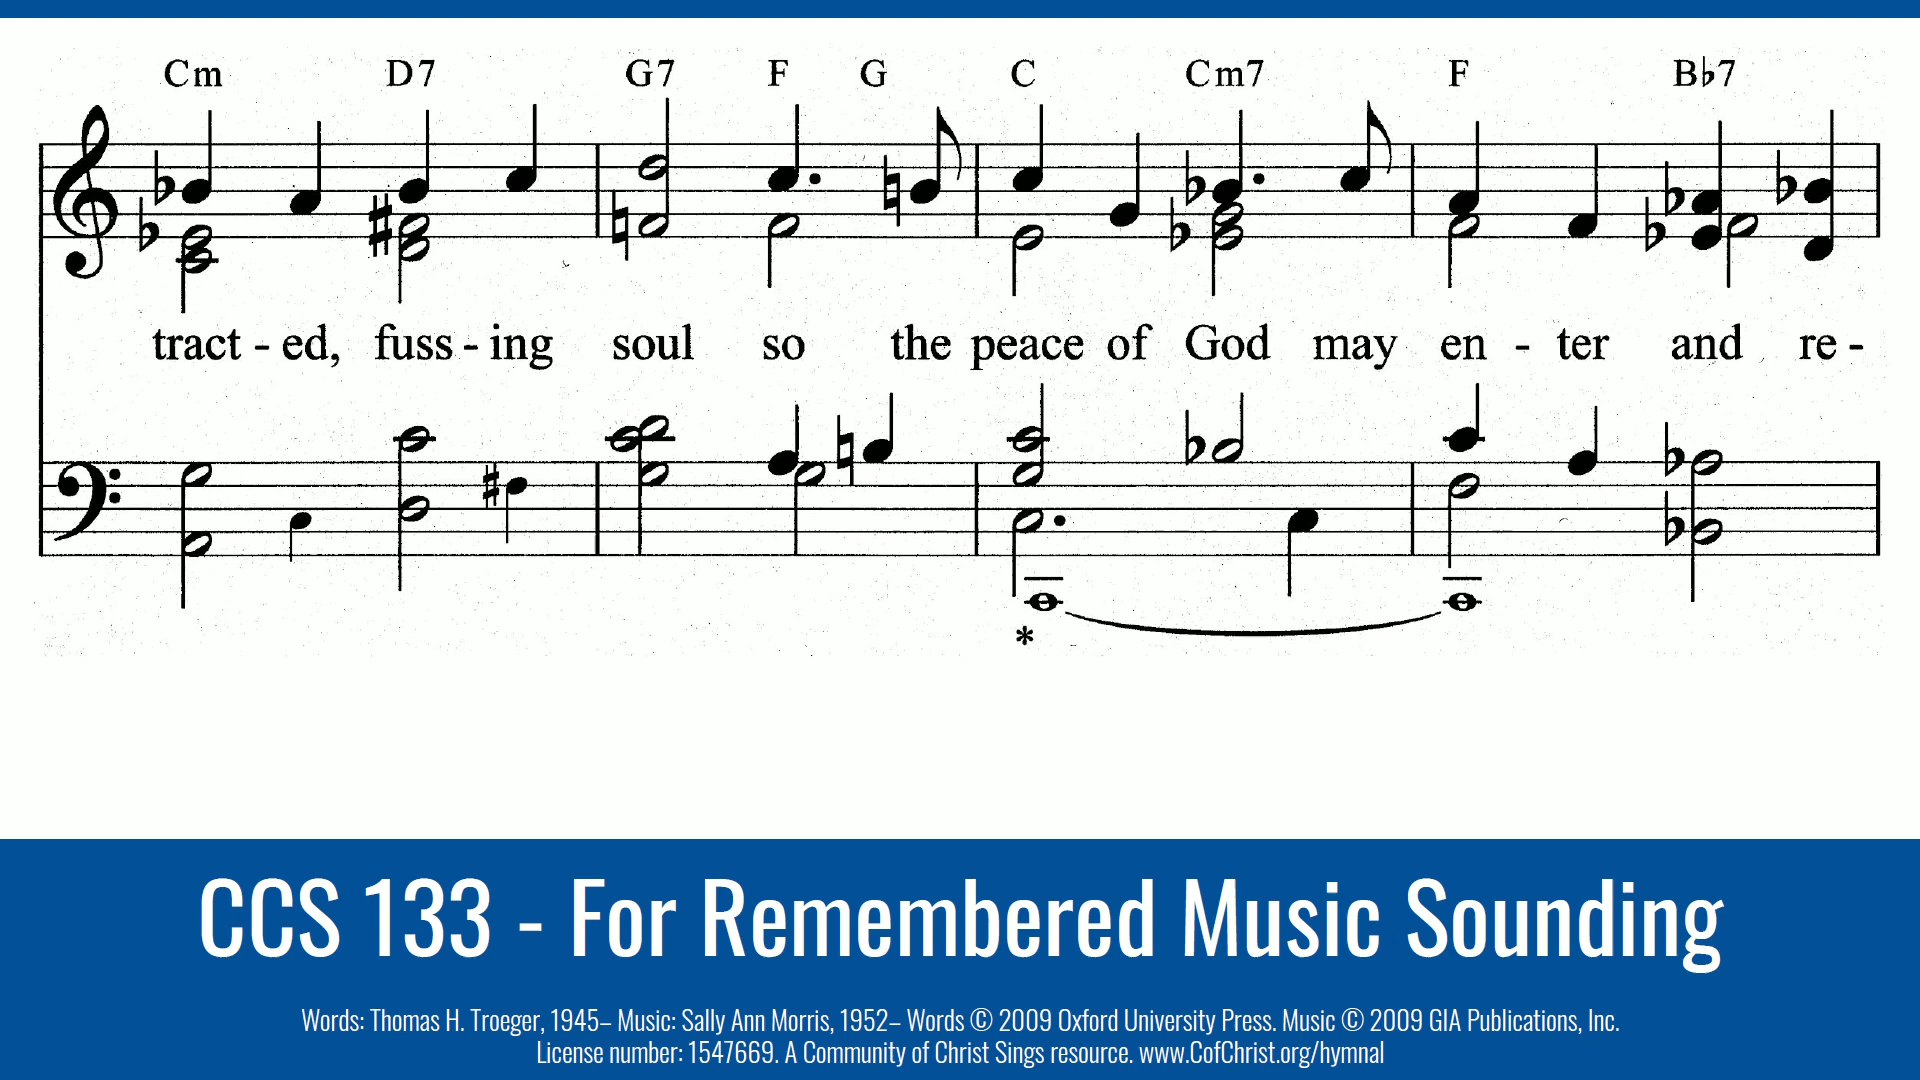 Cm D7 G7 F G C Cm7 F B♭7
tract - ed, fuss - ing soul so the peace of God may en - ter and re -
*
CCS 133 - For Remembered Music Sounding
Words: Thomas H. Troeger, 1945– Music: Sally Ann Morris, 1952– Words © 2009 Oxford University Press. Music © 2009 GIA Publications, Inc.
License number: 1547669. A Community of Christ Sings resource. www.CofChrist.org/hymnal